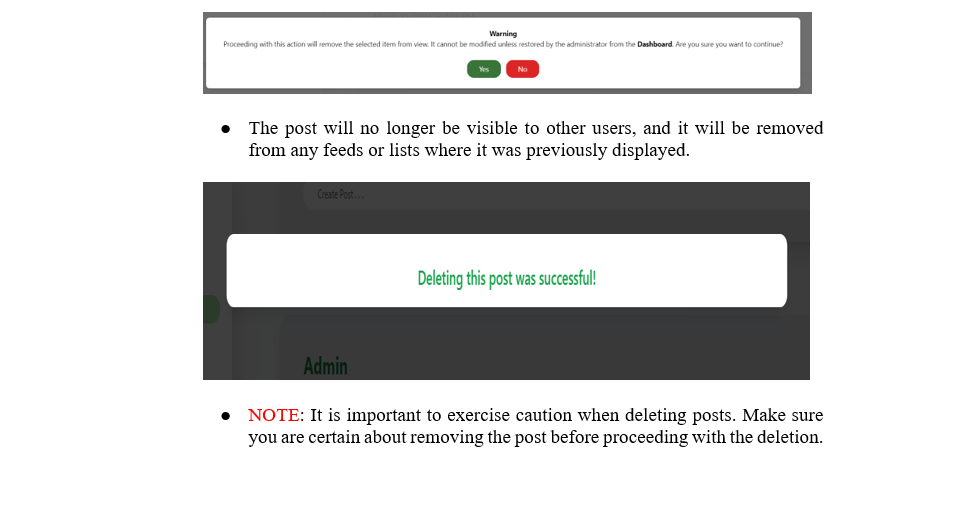 Warning
Proceeding with this action will remove the selected item from view. It cannot be modified unless restored by the administrator from the Dashboard. Are you sure you want to continue?
Yes No
● The post will no longer be visible to other users, and it will be removed
from any feeds or lists where it was previously displayed.
Create Post . . .
Deleting this post was successful!
Admin
● NOTE: It is important to exercise caution when deleting posts. Make sure
you are certain about removing the post before proceeding with the deletion.